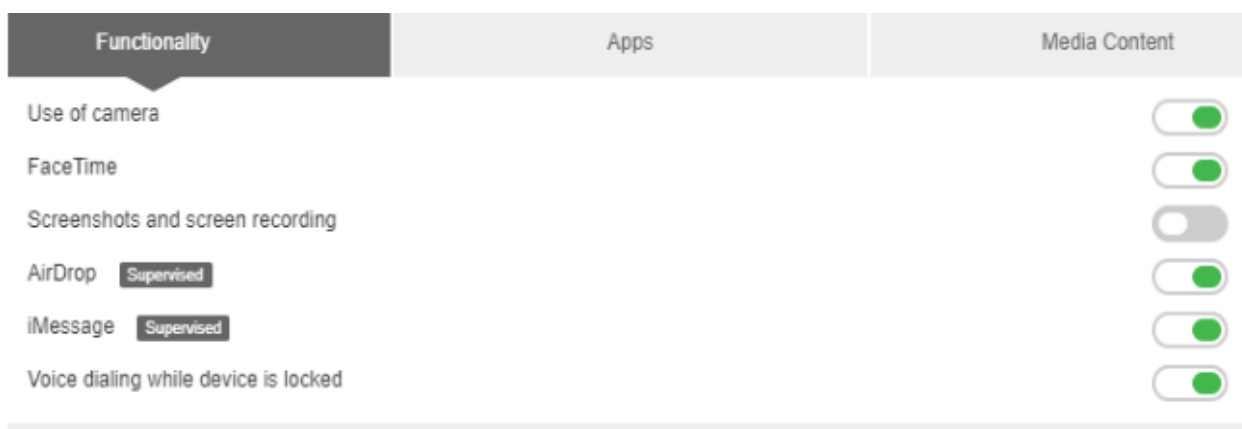 Functionality Apps Media Content
Use of camera
FaceTime
Screenshots and screen recording
AirDrop Supervised
iMessage Supervised
Voice dialing while device is locked